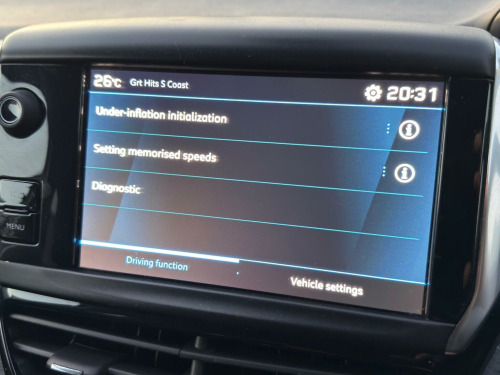 26°C Grt Hits S Coast 20:31
Under-inflation initialization
Setting memorised speeds
Diagnostic
MENU
Driving function
Vehicle settings